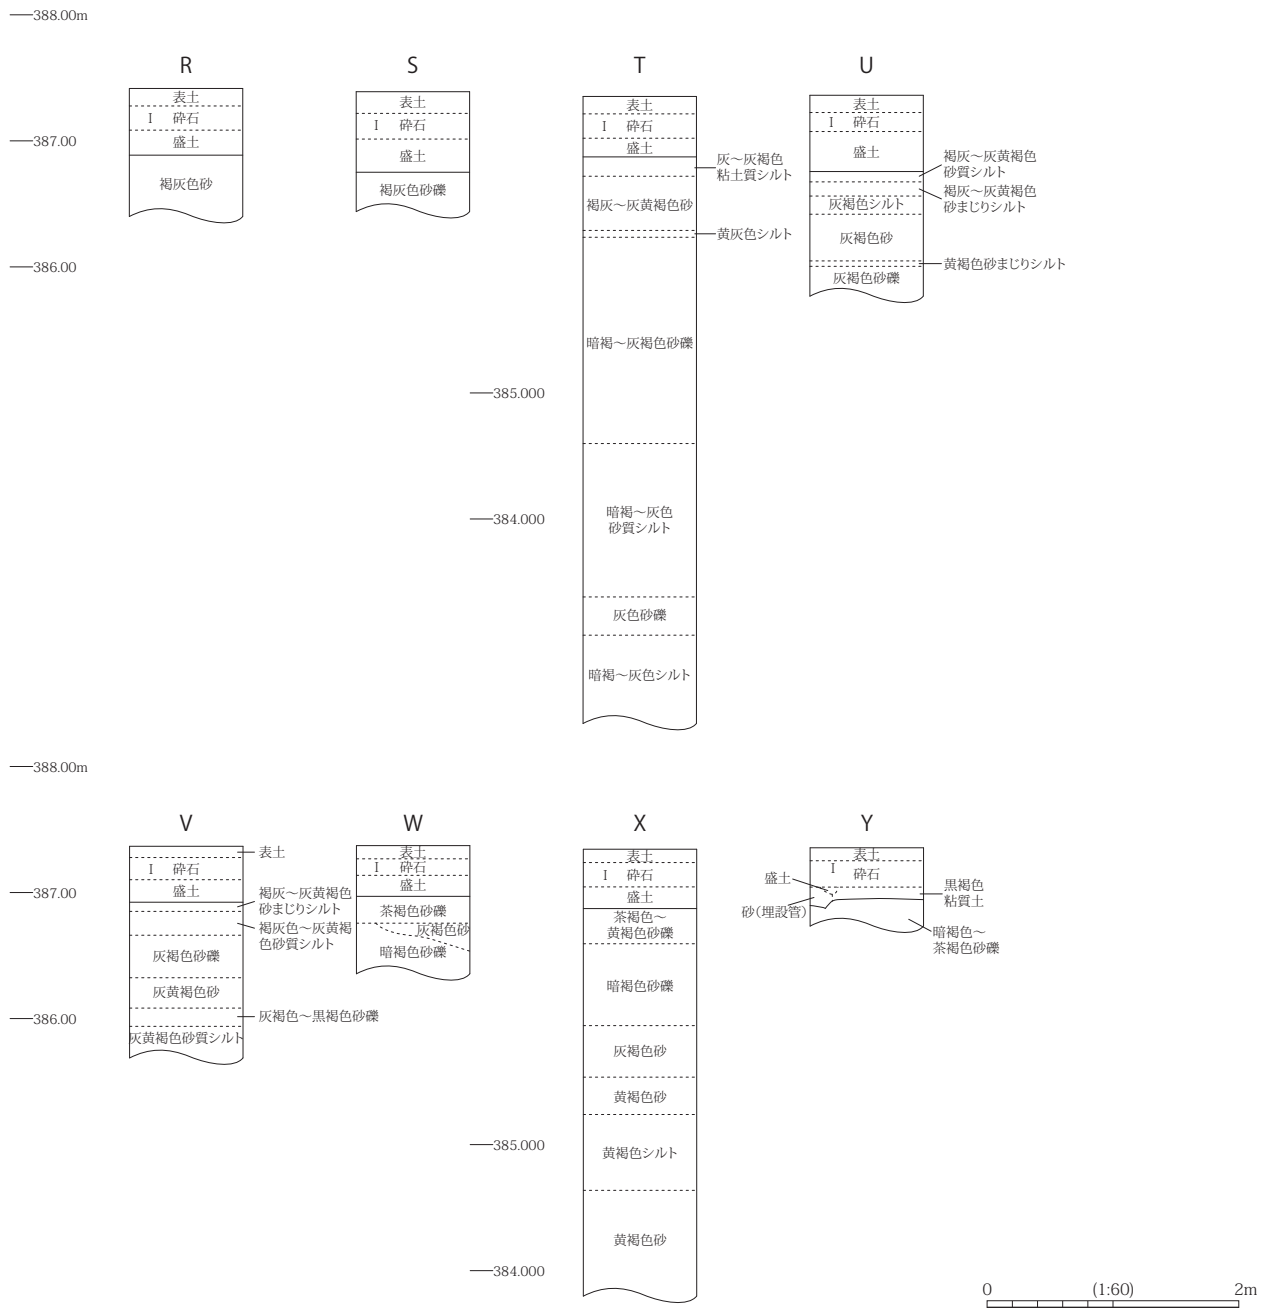 388.00m
R
S
T
U
387.00
386.00
385.000
384.000
表土
I 砕石
盛土
褐灰色砂
表土
I 砕石
盛土
褐灰色砂礫
表土
I 砕石
盛土
灰～灰褐色
粘土質シルト
褐灰～灰黄褐色砂
黄灰色シルト
暗褐～灰褐色砂礫
暗褐～灰色
砂質シルト
灰色砂礫
暗褐～灰色シルト
表土
I 砕石
盛土
褐灰～灰黄褐色
砂質シルト
褐灰～灰黄褐色
砂まじりシルト
灰褐色シルト
灰褐色砂
黄褐色砂まじりシルト
灰褐色砂礫
388.00m
V
W
X
Y
387.00
386.00
385.000
384.000
表土
I 砕石
盛土
褐灰～灰黄褐色
砂まじりシルト
褐灰色～灰黄褐
色砂質シルト
灰褐色砂礫
灰黄褐色砂
灰褐色～黒褐色砂礫
灰黄褐色砂質シルト
表土
I 砕石
盛土
茶褐色砂礫
灰褐色砂
暗褐色砂礫
表土
I 砕石
盛土
茶褐色～
黄褐色砂礫
暗褐色砂礫
灰褐色砂
黄褐色砂
黄褐色シルト
黄褐色砂
表土
I 砕石
盛土
砂(埋設管)
黒褐色
粘質土
暗褐色～
茶褐色砂礫
0 (1:60) 2m